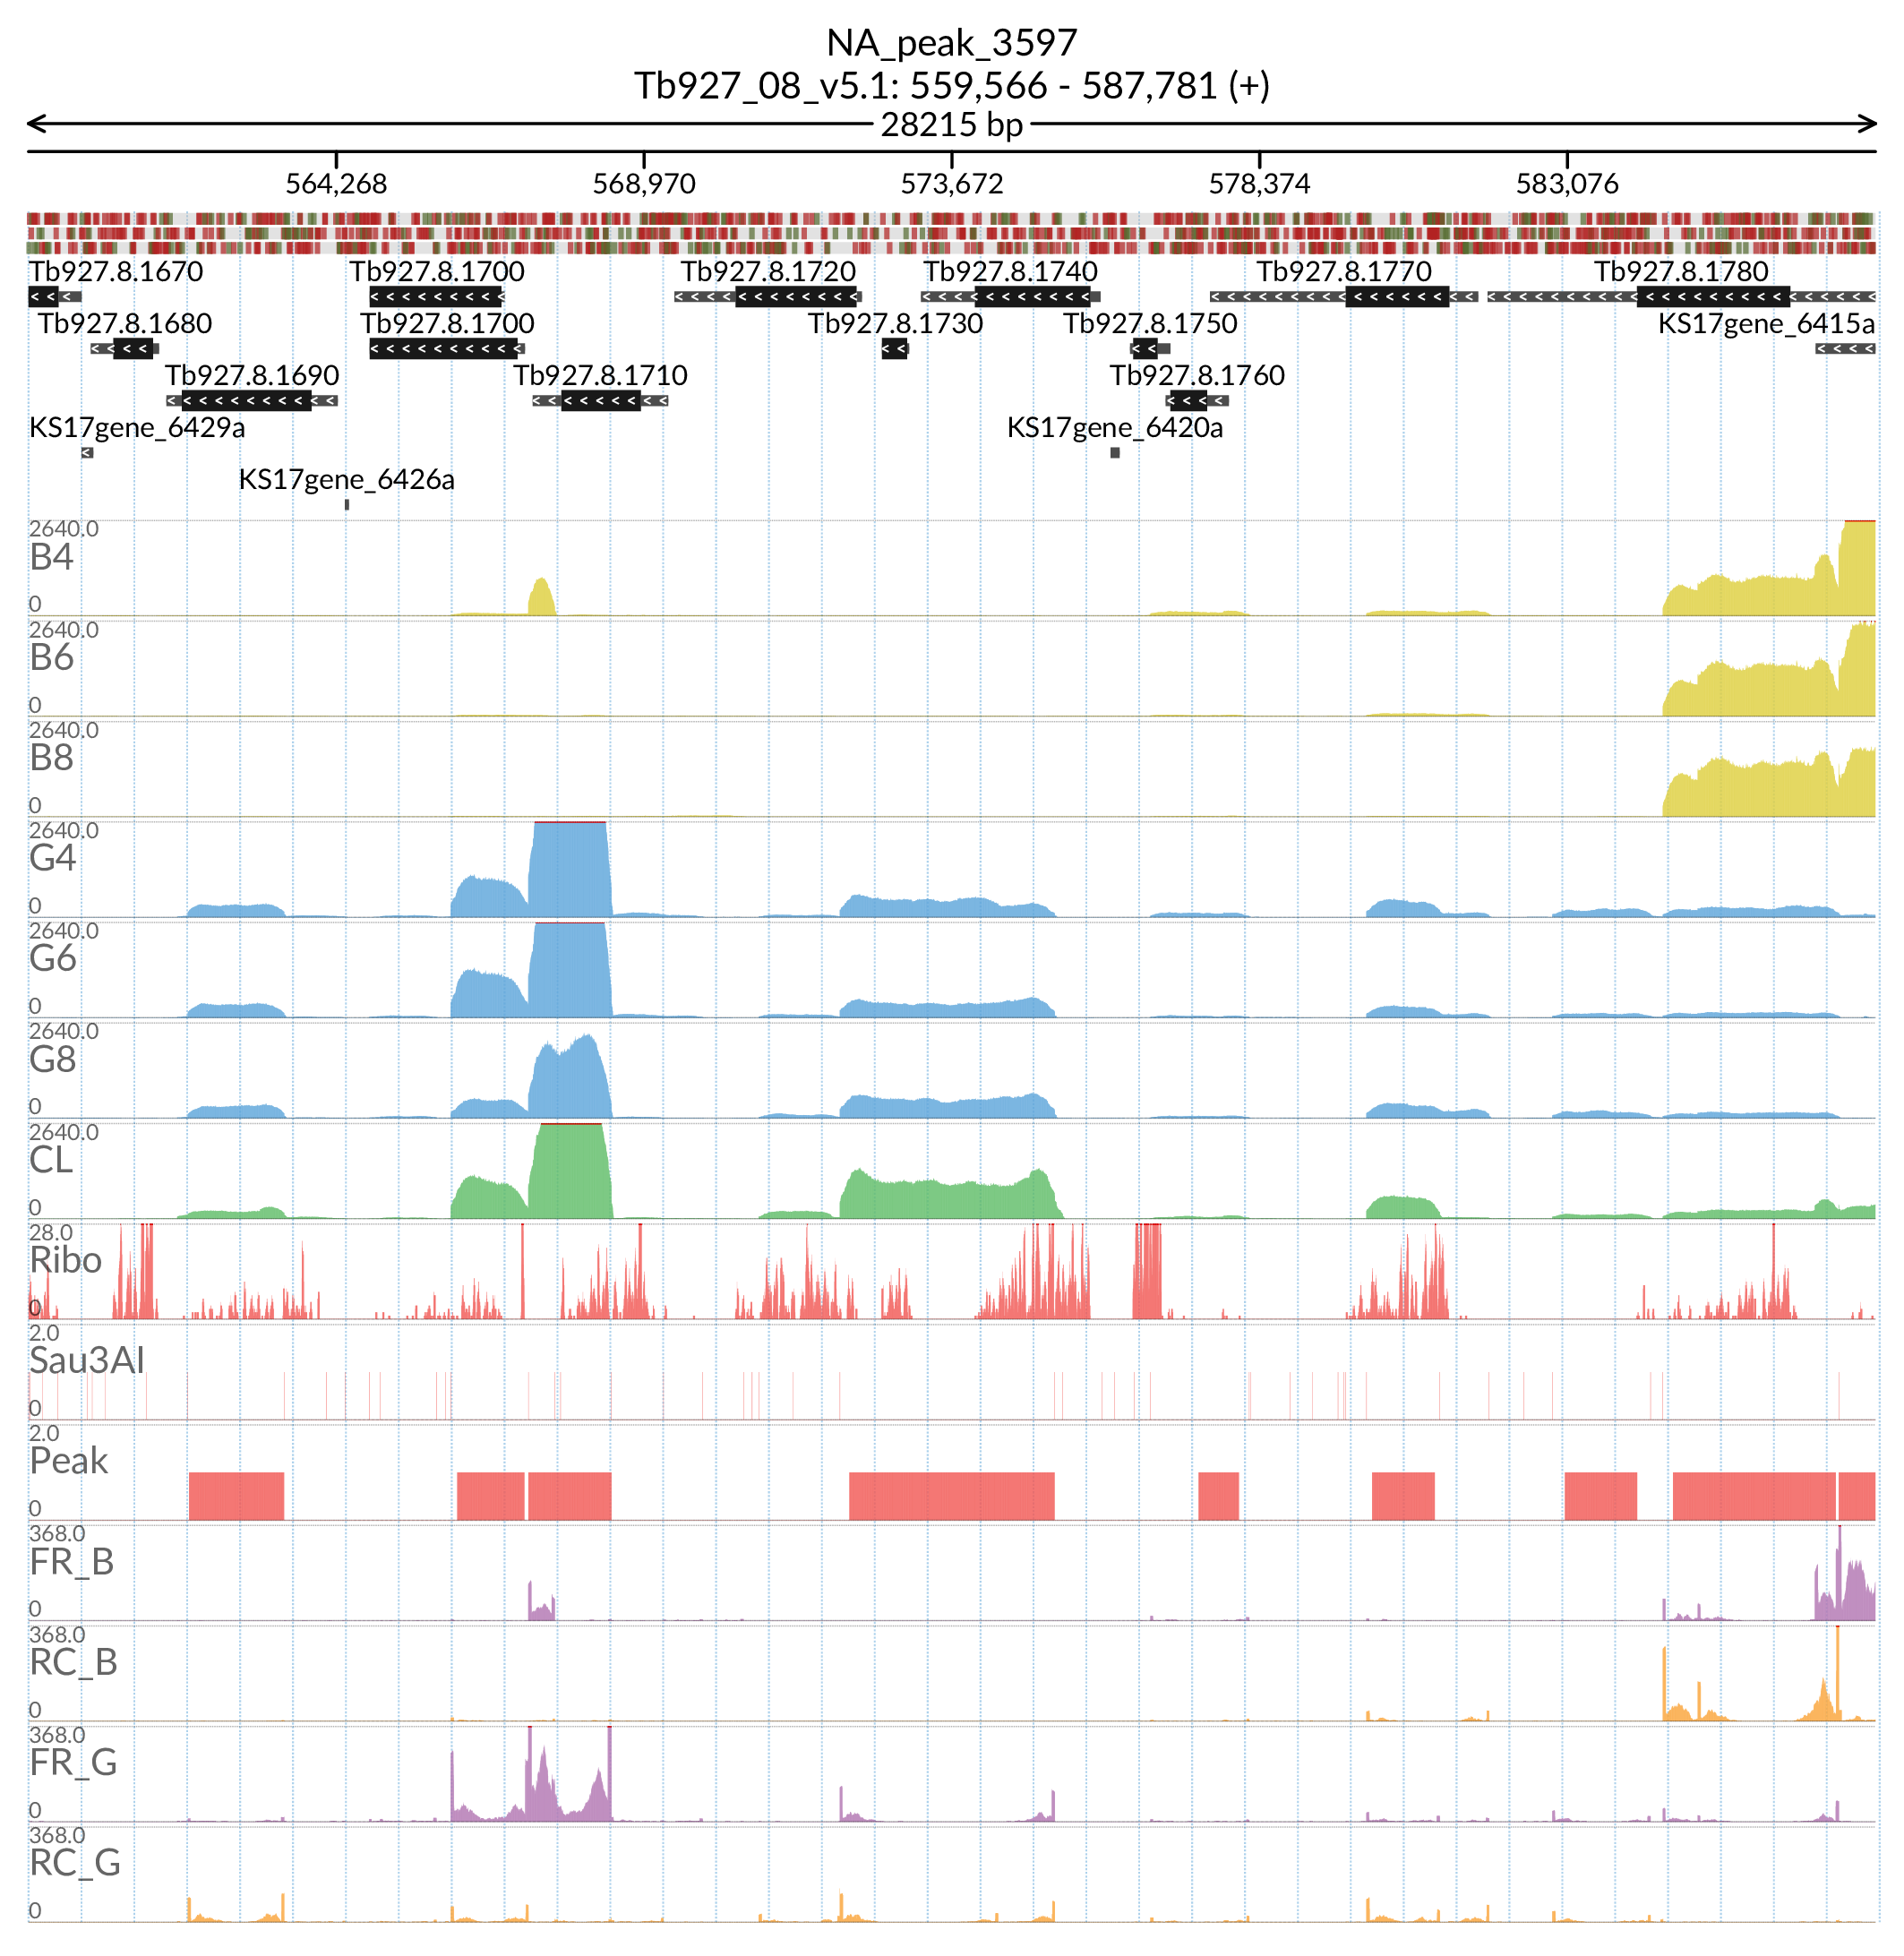 NA_peak_3597
Tb927_08_v5.1: 559,566 - 587,781 (+)
28215 bp
564,268 568,970 573,672 578,374 583,076
Tb927.8.1670 Tb927.8.1700 Tb927.8.1720 Tb927.8.1740 Tb927.8.1770 Tb927.8.1780
Tb927.8.1680 Tb927.8.1700 Tb927.8.1730 Tb927.8.1750 KS17gene_6415a
Tb927.8.1690 Tb927.8.1710 Tb927.8.1760
KS17gene_6429a KS17gene_6420a
KS17gene_6426a
2640.0
B4
0
2640.0
B6
0
2640.0
B8
0
2640.0
G4
0
2640.0
G6
0
2640.0
G8
0
2640.0
CL
0
28.0
Ribo
0
2.0
Sau3AI
0
2.0
Peak
0
368.0
FR_B
0
368.0
RC_B
0
368.0
FR_G
0
368.0
RC_G
0